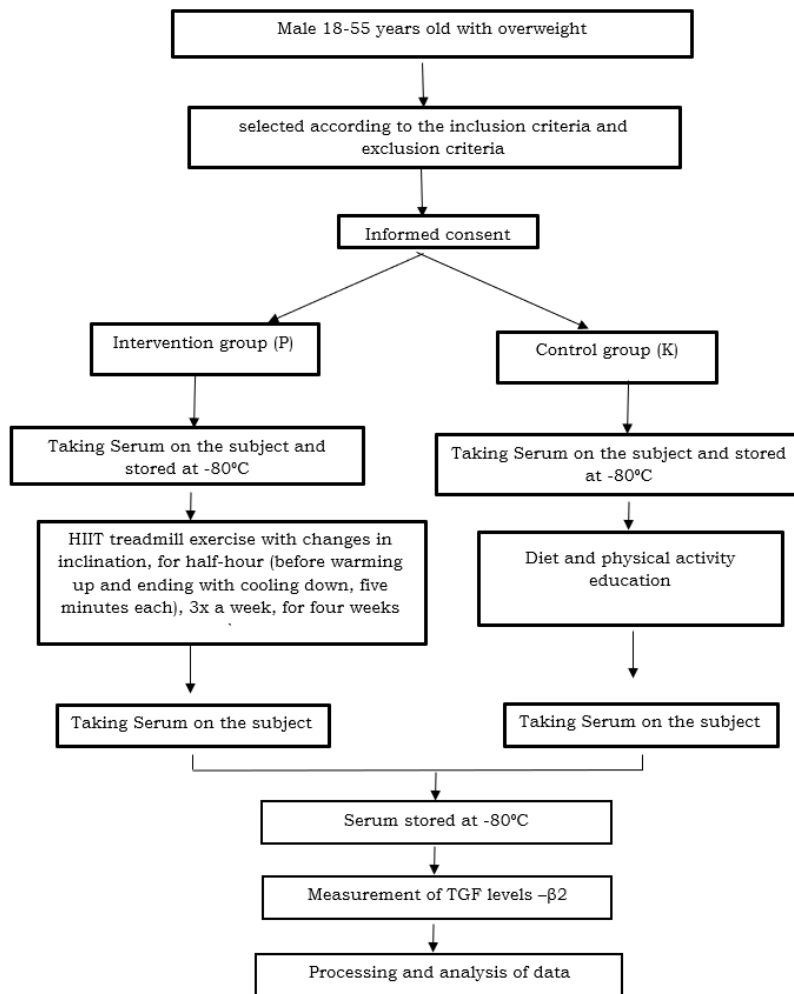 Male 18-55 years old with overweight
selected according to the inclusion criteria and
exclusion criteria
Informed consent
Intervention group (P)
Control group (K)
Taking Serum on the subject and
stored at -80°C
Taking Serum on the subject and stored
at -80°C
HIIT treadmill exercise with changes in
inclination, for half-hour (before warming
up and ending with cooling down, five
minutes each), 3x a week, for four weeks
Diet and physical activity
education
Taking Serum on the subject
Taking Serum on the subject
Serum stored at -80°C
Measurement of TGF levels –β2
Processing and analysis of data